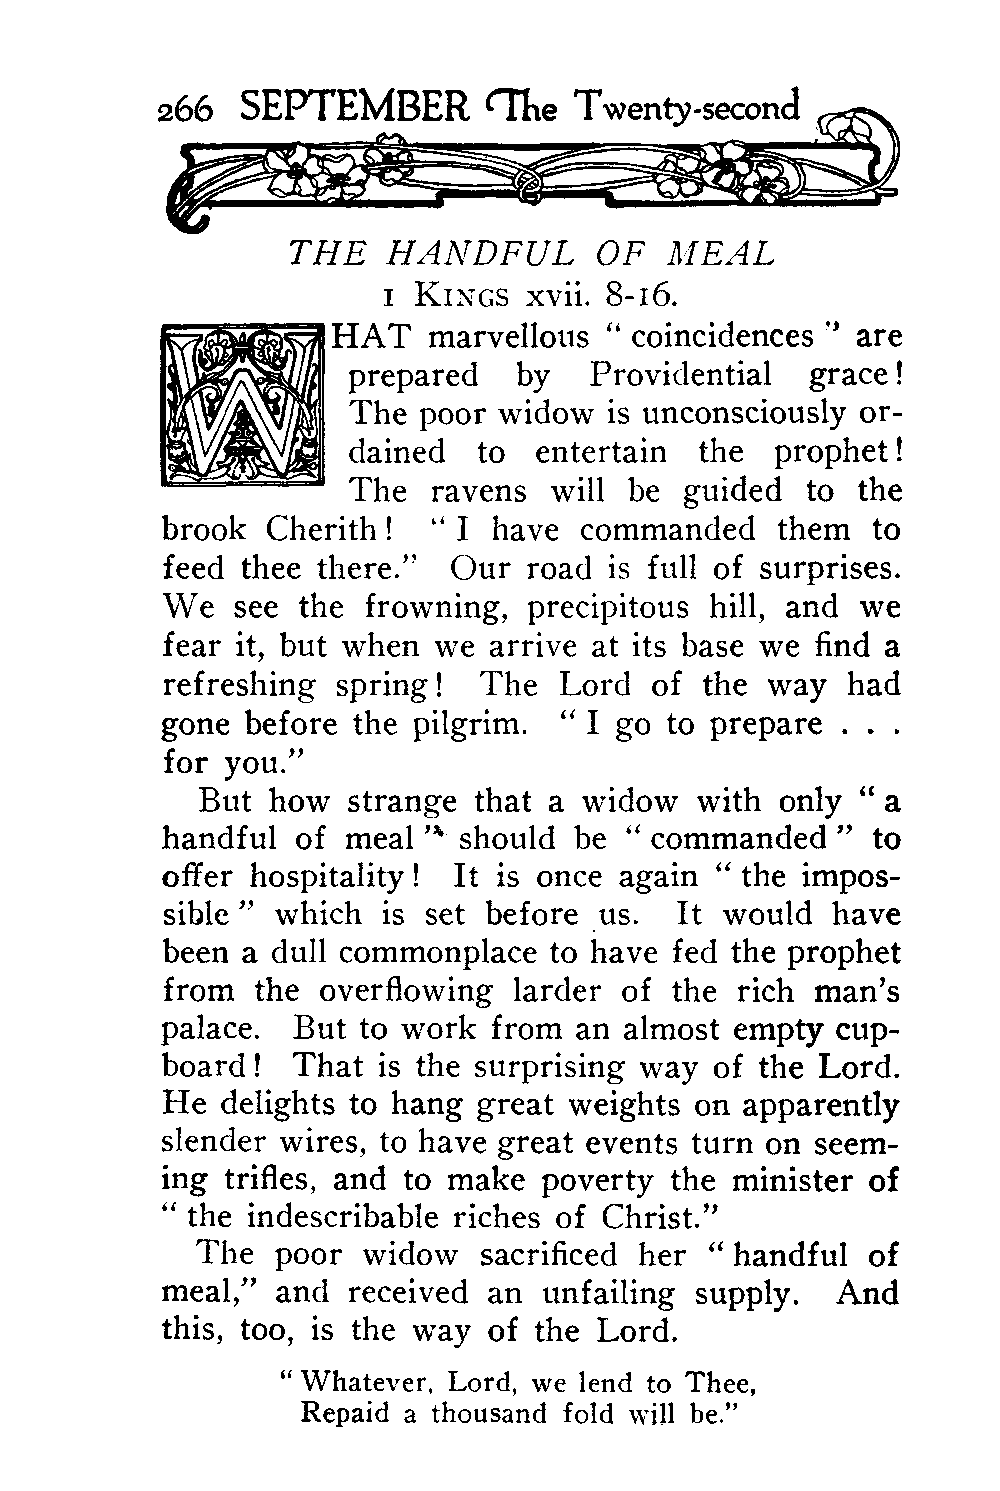 266 SEPTEMBER The Twenty-second
THE HANDFUL OF MEAL
1 KINGS xvii. 8-16.
WHAT marvellous “ coincidences ” are
prepared by Providential grace!
The poor widow is unconsciously or-
dained to entertain the prophet!
The ravens will be guided to the
brook Cherith! “ I have commanded them to
feed thee there.” Our road is full of surprises.
We see the frowning, precipitous hill, and we
fear it, but when we arrive at its base we find a
refreshing spring! The Lord of the way had
gone before the pilgrim. “ I go to prepare . . .
for you.”
But how strange that a widow with only “ a
handful of meal ” should be “ commanded ” to
offer hospitality! It is once again “ the impos-
sible ” which is set before us. It would have
been a dull commonplace to have fed the prophet
from the overflowing larder of the rich man’s
palace. But to work from an almost empty cup-
board! That is the surprising way of the Lord.
He delights to hang great weights on apparently
slender wires, to have great events turn on seem-
ing trifles, and to make poverty the minister of
“ the indescribable riches of Christ.”
The poor widow sacrificed her “ handful of
meal,” and received an unfailing supply. And
this, too, is the way of the Lord.
“ Whatever, Lord, we lend to Thee,
Repaid a thousand fold will be.”